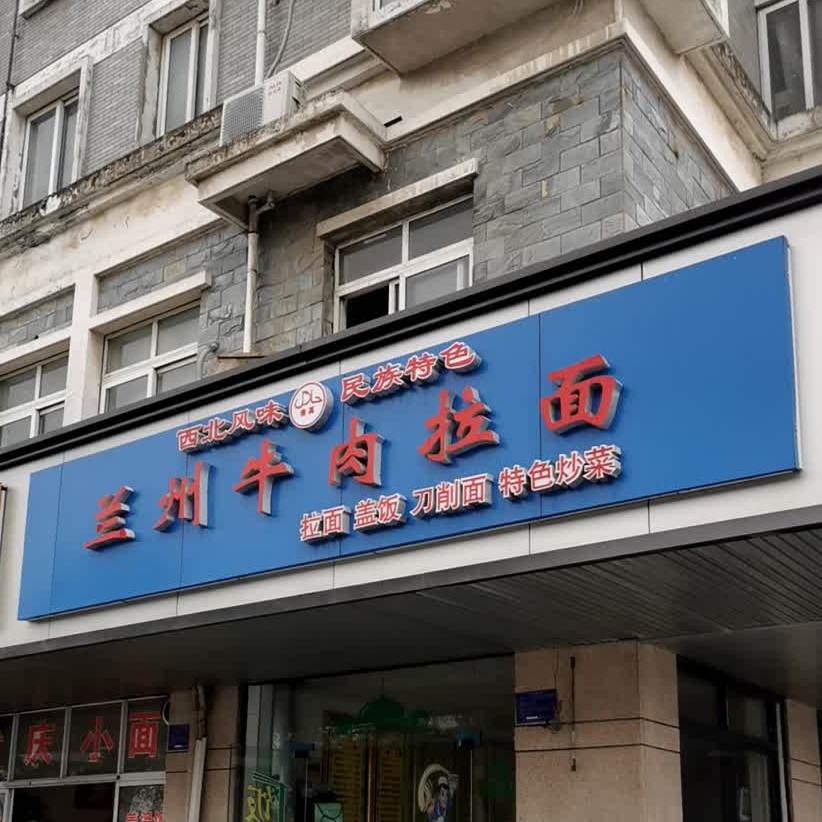 西北风味 民族特色
兰州牛肉拉面
拉面 盖饭 刀削面 特色炒菜
庆小面
饭